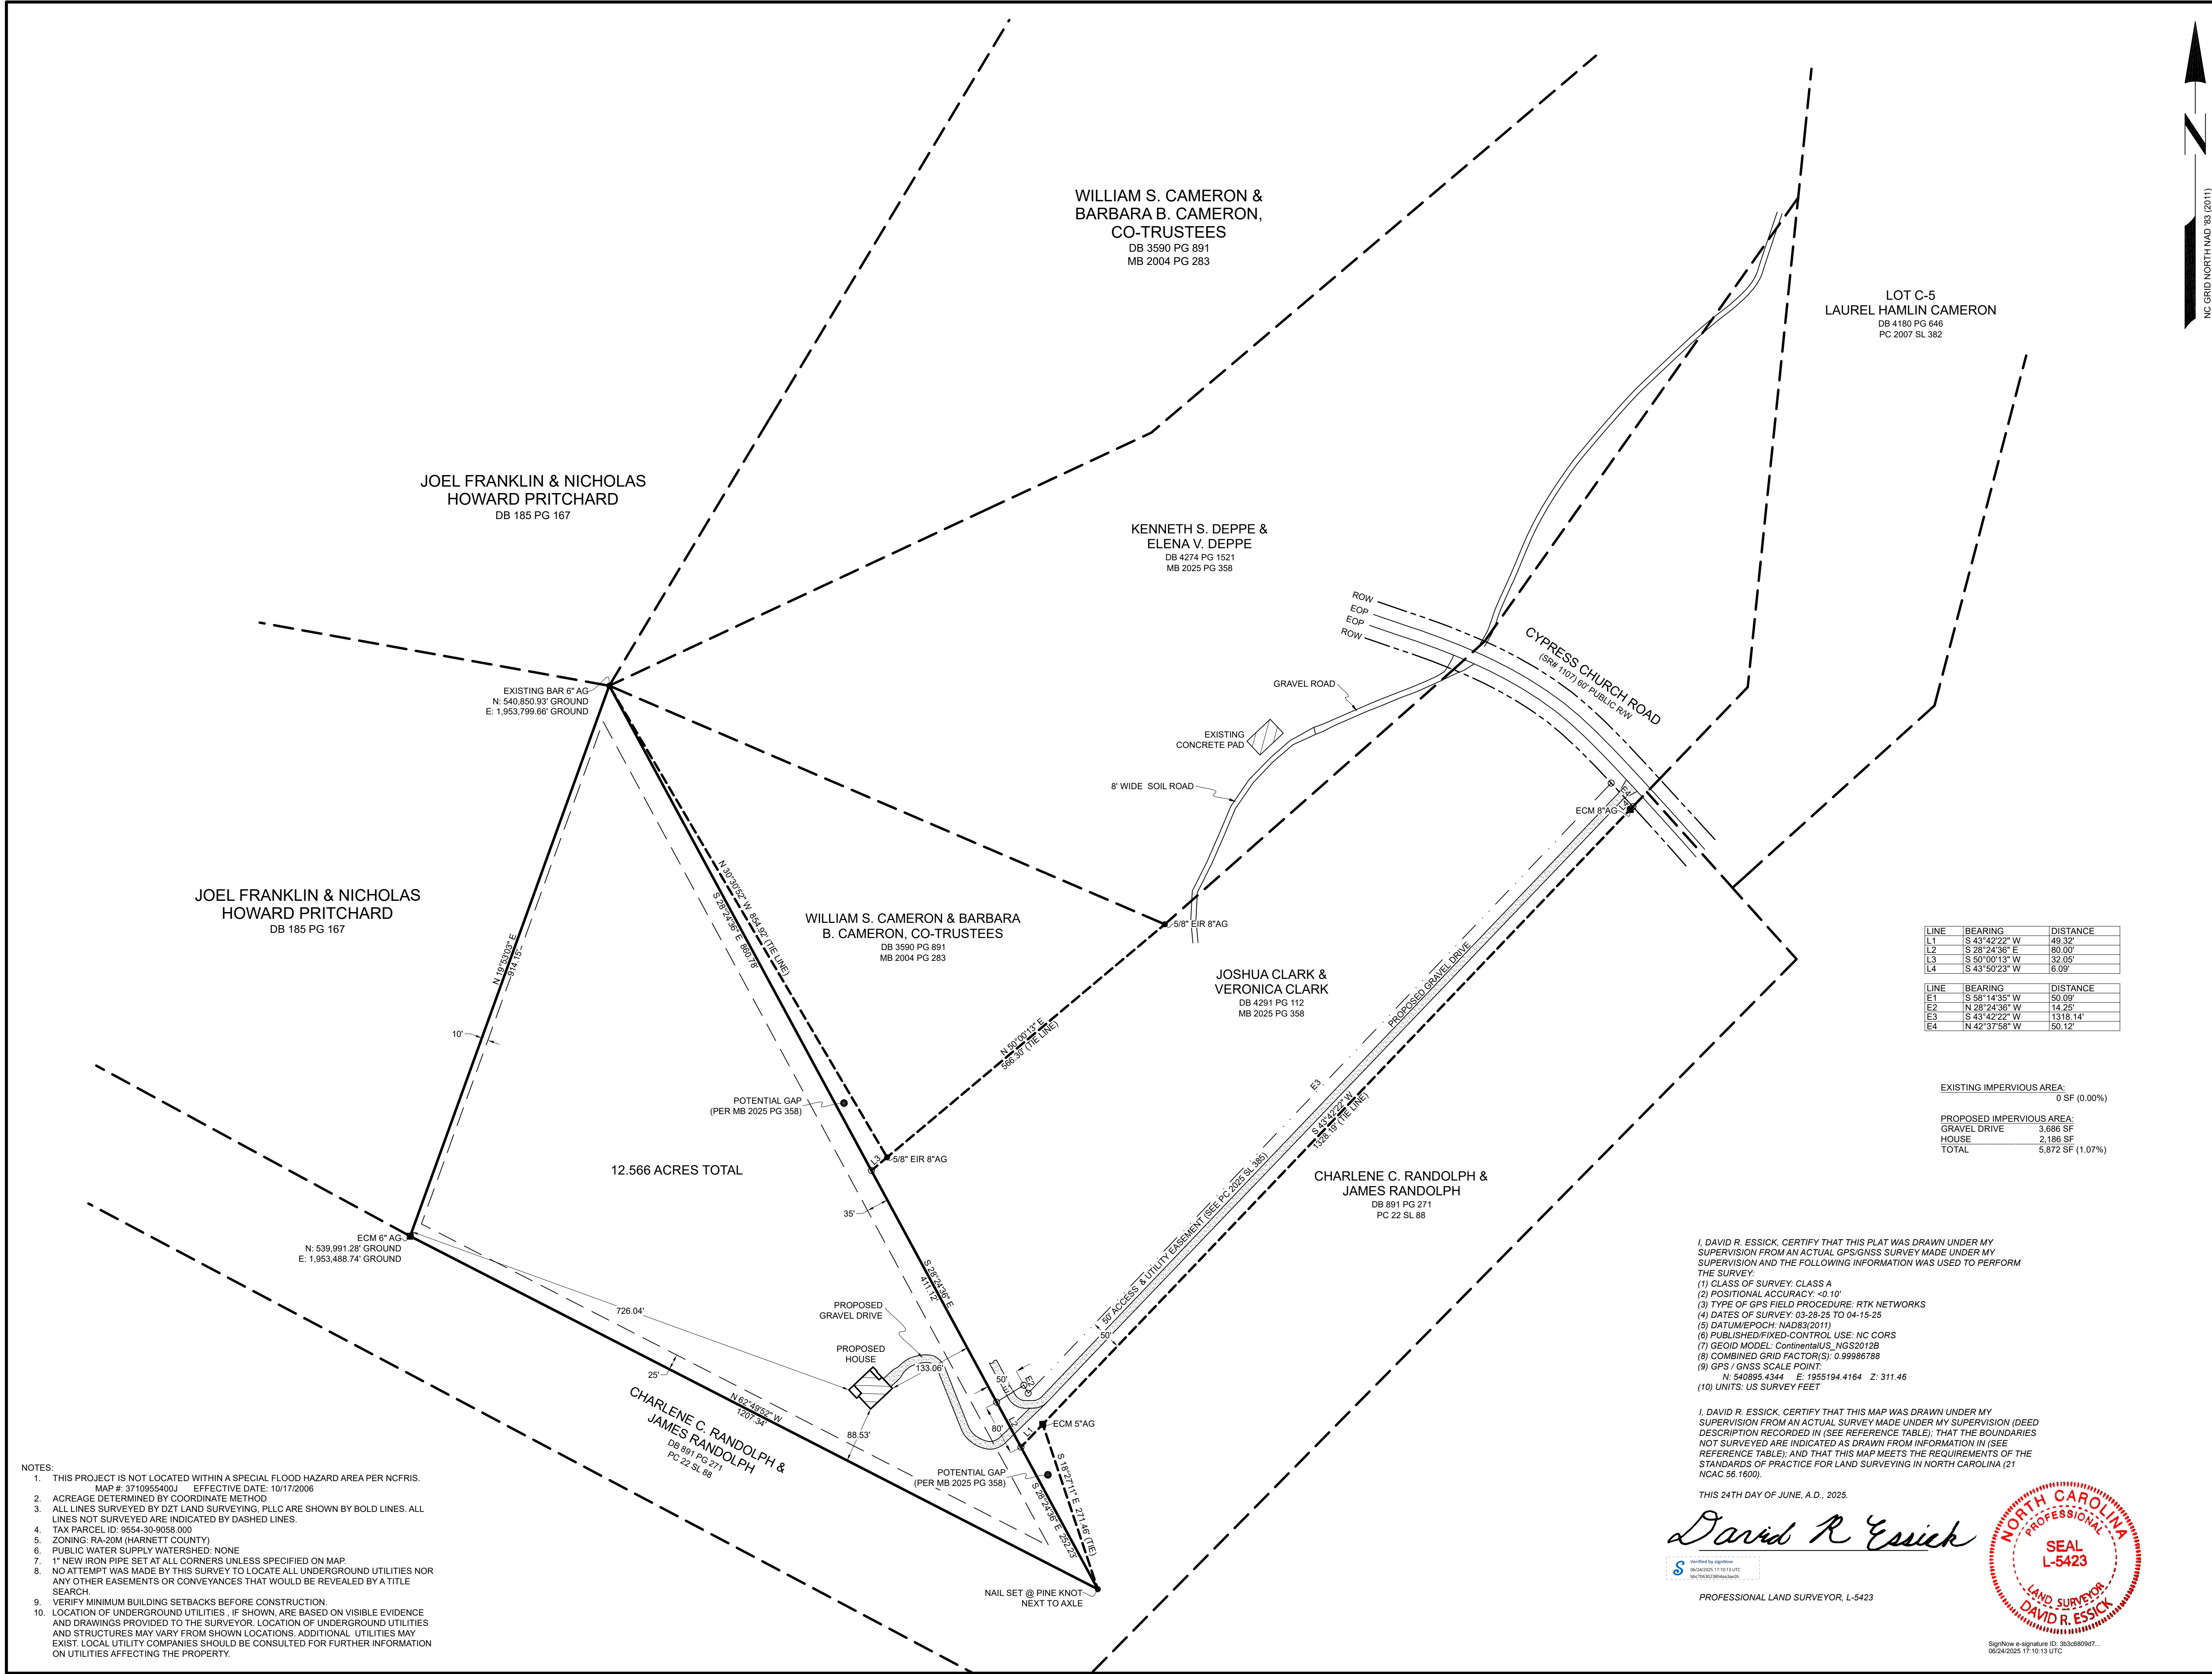 NC GRID NORTH NAD '83 (2011)
N
WILLIAM S. CAMERON &
BARBARA B. CAMERON,
CO-TRUSTEES
DB 3590 PG 891
MB 2004 PG 283
LOT C-5
LAUREL HAMLIN CAMERON
DB 4180 PG 646
PC 2007 SL 382
JOEL FRANKLIN & NICHOLAS
HOWARD PRITCHARD
DB 185 PG 167
KENNETH S. DEPPE &
ELENA V. DEPPE
DB 4274 PG 1521
MB 2025 PG 358
ROW
EOP
EOP
ROW
CYPRESS CHURCH ROAD
(SR# 1107) 60' PUBLIC R/W
GRAVEL ROAD
EXISTING
CONCRETE PAD
8' WIDE SOIL ROAD
EXISTING BAR 6" AG
N: 540,850.93' GROUND
E: 1,953,799.66' GROUND
E4
L4
ECM 8"AG
JOEL FRANKLIN & NICHOLAS
HOWARD PRITCHARD
DB 185 PG 167
N 19°53'03" E
914.15'
10'
N 30°30'52" W 854.92' (TIE LINE)
S 28°24'36" E 860.78'
WILLIAM S. CAMERON & BARBARA
B. CAMERON, CO-TRUSTEES
DB 3590 PG 891
MB 2004 PG 283
5/8" EIR 8"AG
JOSHUA CLARK &
VERONICA CLARK
DB 4291 PG 112
MB 2025 PG 358
PROPOSED GRAVEL DRIVE
N 50°00'13" E
566.30' (TIE LINE)
POTENTIAL GAP
(PER MB 2025 PG 358)
L3
5/8" EIR 8"AG
12.566 ACRES TOTAL
35'
E3
S 43°42'22" W
1328.19' (TIE LINE)
50' ACCESS & UTILITY EASEMENT (SEE PC 2025 SL 385)
50'
CHARLENE C. RANDOLPH &
JAMES RANDOLPH
DB 891 PG 271
PC 22 SL 88
ECM 6" AG
N: 539,991.28' GROUND
E: 1,953,488.74' GROUND
S 28°24'36" E
411.12'
726.04'
PROPOSED
GRAVEL DRIVE
PROPOSED
HOUSE
133.06'
25'
N 62°49'52" W
1207.34'
88.53'
50'
E1
E2
L2
80'
L1
ECM 5"AG
CHARLENE C. RANDOLPH &
JAMES RANDOLPH
DB 891 PG 271
PC 22 SL 88
POTENTIAL GAP
(PER MB 2025 PG 358)
S 18°27'11" E 271.46' (TIE)
S 28°24'36" E 252.23'
NAIL SET @ PINE KNOT
NEXT TO AXLE
LINE BEARING DISTANCE
L1 S 43°42'22" W 49.32'
L2 S 28°24'36" E 80.00'
L3 S 50°00'13" W 32.05'
L4 S 43°50'23" W 6.09'
LINE BEARING DISTANCE
E1 S 58°14'35" W 50.09'
E2 N 28°24'36" W 14.25'
E3 S 43°42'22" W 1318.14'
E4 N 42°37'58" W 50.12'
EXISTING IMPERVIOUS AREA:
0 SF (0.00%)
PROPOSED IMPERVIOUS AREA:
GRAVEL DRIVE 3,686 SF
HOUSE 2,186 SF
TOTAL 5,872 SF (1.07%)
I, DAVID R. ESSICK, CERTIFY THAT THIS PLAT WAS DRAWN UNDER MY
SUPERVISION FROM AN ACTUAL GPS/GNSS SURVEY MADE UNDER MY
SUPERVISION AND THE FOLLOWING INFORMATION WAS USED TO PERFORM
THE SURVEY:
(1) CLASS OF SURVEY: CLASS A
(2) POSITIONAL ACCURACY: <0.10'
(3) TYPE OF GPS FIELD PROCEDURE: RTK NETWORKS
(4) DATES OF SURVEY: 03-28-25 TO 04-15-25
(5) DATUM/EPOCH: NAD83(2011)
(6) PUBLISHED/FIXED-CONTROL USE: NC CORS
(7) GEOID MODEL: ContinentalUS_NGS2012B
(8) COMBINED GRID FACTOR(S): 0.99986788
(9) GPS / GNSS SCALE POINT:
N: 540895.4344 E: 1955194.4164 Z: 311.46
(10) UNITS: US SURVEY FEET
I, DAVID R. ESSICK, CERTIFY THAT THIS MAP WAS DRAWN UNDER MY
SUPERVISION FROM AN ACTUAL SURVEY MADE UNDER MY SUPERVISION (DEED
DESCRIPTION RECORDED IN (SEE REFERENCE TABLE); THAT THE BOUNDARIES
NOT SURVEYED ARE INDICATED AS DRAWN FROM INFORMATION IN (SEE
REFERENCE TABLE); AND THAT THIS MAP MEETS THE REQUIREMENTS OF THE
STANDARDS OF PRACTICE FOR LAND SURVEYING IN NORTH CAROLINA (21
NCAC 56.1600).
THIS 24TH DAY OF JUNE, A.D., 2025.
David R Essick
Verified by signNow
06/24/2025 17:10:13 UTC
PROFESSIONAL LAND SURVEYOR, L-5423
NORTH CAROLINA
PROFESSIONAL
SEAL
L-5423
LAND SURVEYOR
DAVID R. ESSICK
SignNow e-signature ID: 3b3c6809d7...
06/24/2025 17:10:13 UTC
NOTES:
1. THIS PROJECT IS NOT LOCATED WITHIN A SPECIAL FLOOD HAZARD AREA PER NCFRIS.
MAP #: 3710955400J EFFECTIVE DATE: 10/17/2006
2. ACREAGE DETERMINED BY COORDINATE METHOD
3. ALL LINES SURVEYED BY DZT LAND SURVEYING, PLLC ARE SHOWN BY BOLD LINES. ALL
LINES NOT SURVEYED ARE INDICATED BY DASHED LINES.
4. TAX PARCEL ID: 9554-30-9058.000
5. ZONING: RA-20M (HARNETT COUNTY)
6. PUBLIC WATER SUPPLY WATERSHED: NONE
7. 1" NEW IRON PIPE SET AT ALL CORNERS UNLESS SPECIFIED ON MAP.
8. NO ATTEMPT WAS MADE BY THIS SURVEY TO LOCATE ALL UNDERGROUND UTILITIES NOR
ANY OTHER EASEMENTS OR CONVEYANCES THAT WOULD BE REVEALED BY A TITLE
SEARCH.
9. VERIFY MINIMUM BUILDING SETBACKS BEFORE CONSTRUCTION.
10. LOCATION OF UNDERGROUND UTILITIES , IF SHOWN, ARE BASED ON VISIBLE EVIDENCE
AND DRAWINGS PROVIDED TO THE SURVEYOR. LOCATION OF UNDERGROUND UTILITIES
AND STRUCTURES MAY VARY FROM SHOWN LOCATIONS. ADDITIONAL UTILITIES MAY
EXIST. LOCAL UTILITY COMPANIES SHOULD BE CONSULTED FOR FURTHER INFORMATION
ON UTILITIES AFFECTING THE PROPERTY.